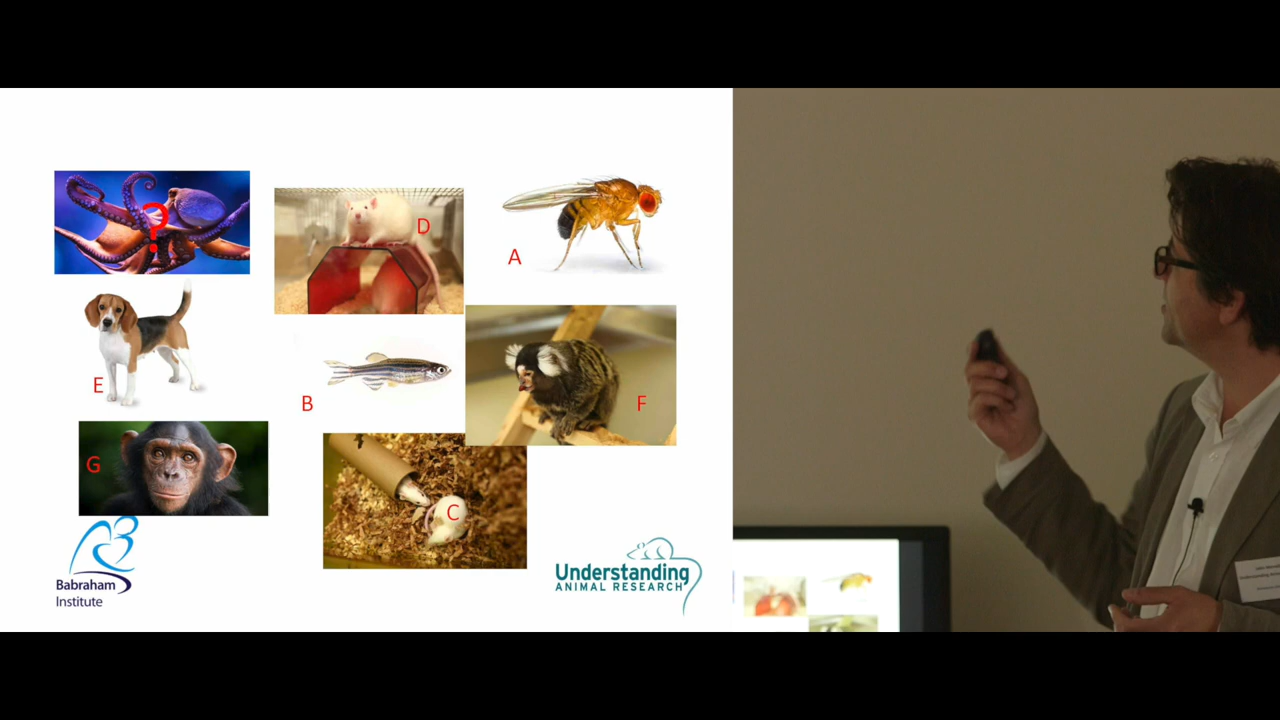 ?
D
A
E
B
F
G
C
Babraham
Institute
Understanding
ANIMAL RESEARCH